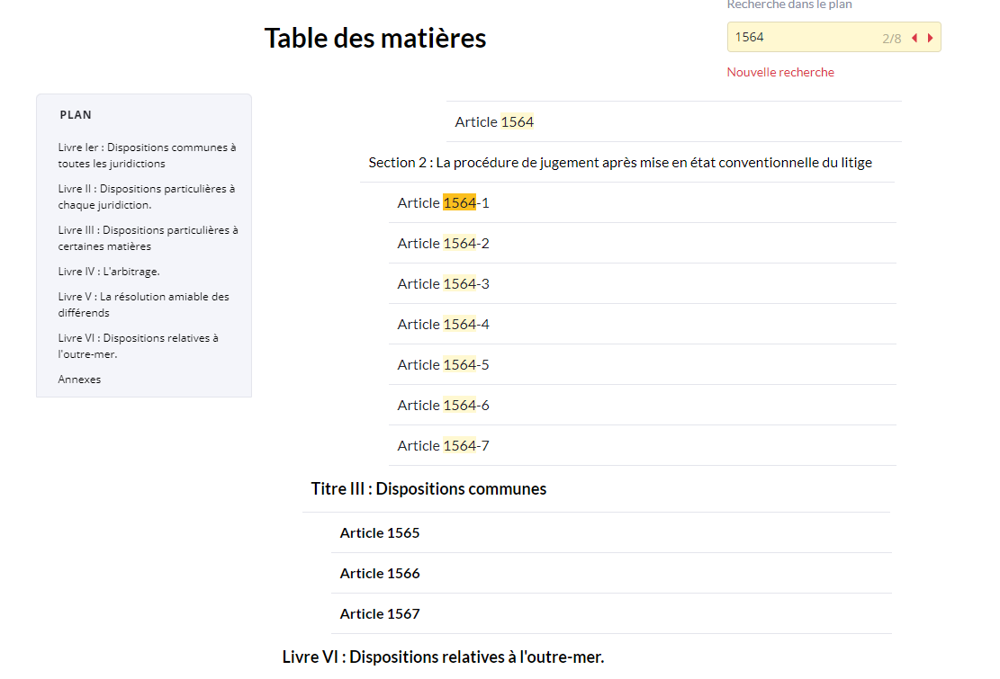 Recherche dans le plan
Table des matières
1564
2/8
Nouvelle recherche
PLAN
Livre Ier : Dispositions communes à
toutes les juridictions
Livre II : Dispositions particulières à
chaque juridiction.
Livre III : Dispositions particulières à
certaines matières
Livre IV : L'arbitrage.
Livre V : La résolution amiable des
différends
Livre VI : Dispositions relatives à
l'outre-mer.
Annexes
Article 1564
Section 2 : La procédure de jugement après mise en état conventionnelle du litige
Article 1564-1
Article 1564-2
Article 1564-3
Article 1564-4
Article 1564-5
Article 1564-6
Article 1564-7
Titre III : Dispositions communes
Article 1565
Article 1566
Article 1567
Livre VI : Dispositions relatives à l'outre-mer.